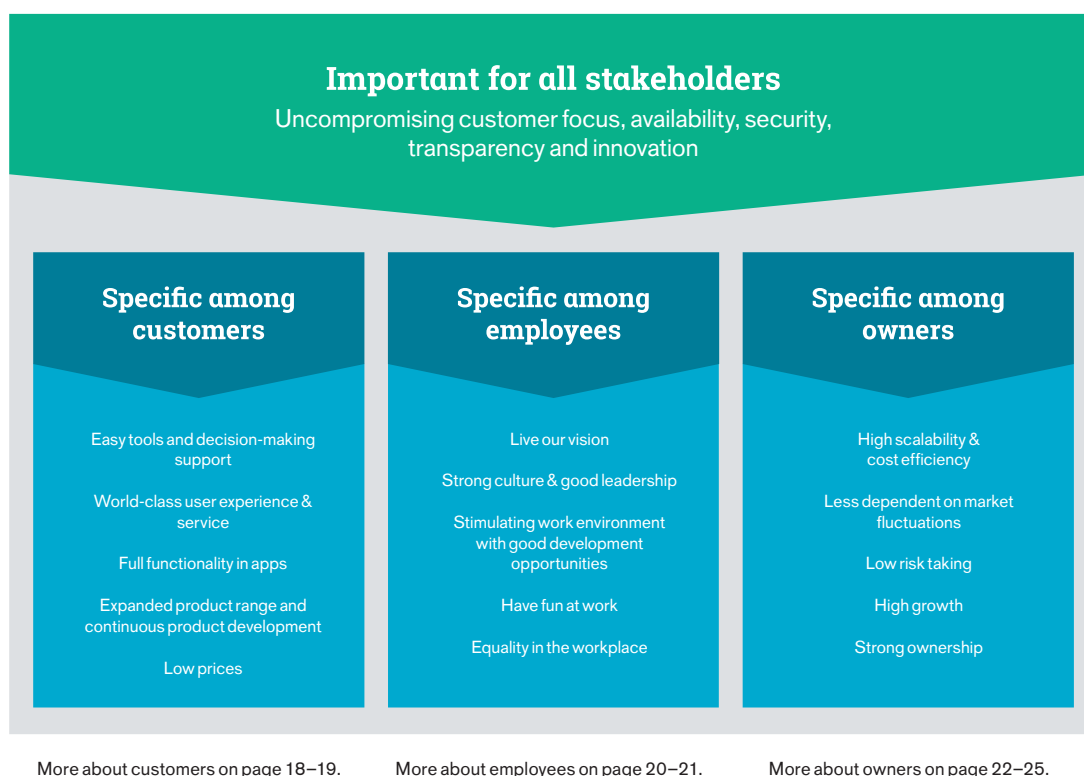 Important for all stakeholders
Uncompromising customer focus, availability, security,
transparency and innovation
Specific among
customers
Easy tools and decision-making
support
World-class user experience &
service
Full functionality in apps
Expanded product range and
continuous product development
Low prices
More about customers on page 18–19.
Specific among
employees
Live our vision
Strong culture & good leadership
Stimulating work environment
with good development
opportunities
Have fun at work
Equality in the workplace
More about employees on page 20–21.
Specific among
owners
High scalability &
cost efficiency
Less dependent on market
fluctuations
Low risk taking
High growth
Strong ownership
More about owners on page 22–25.